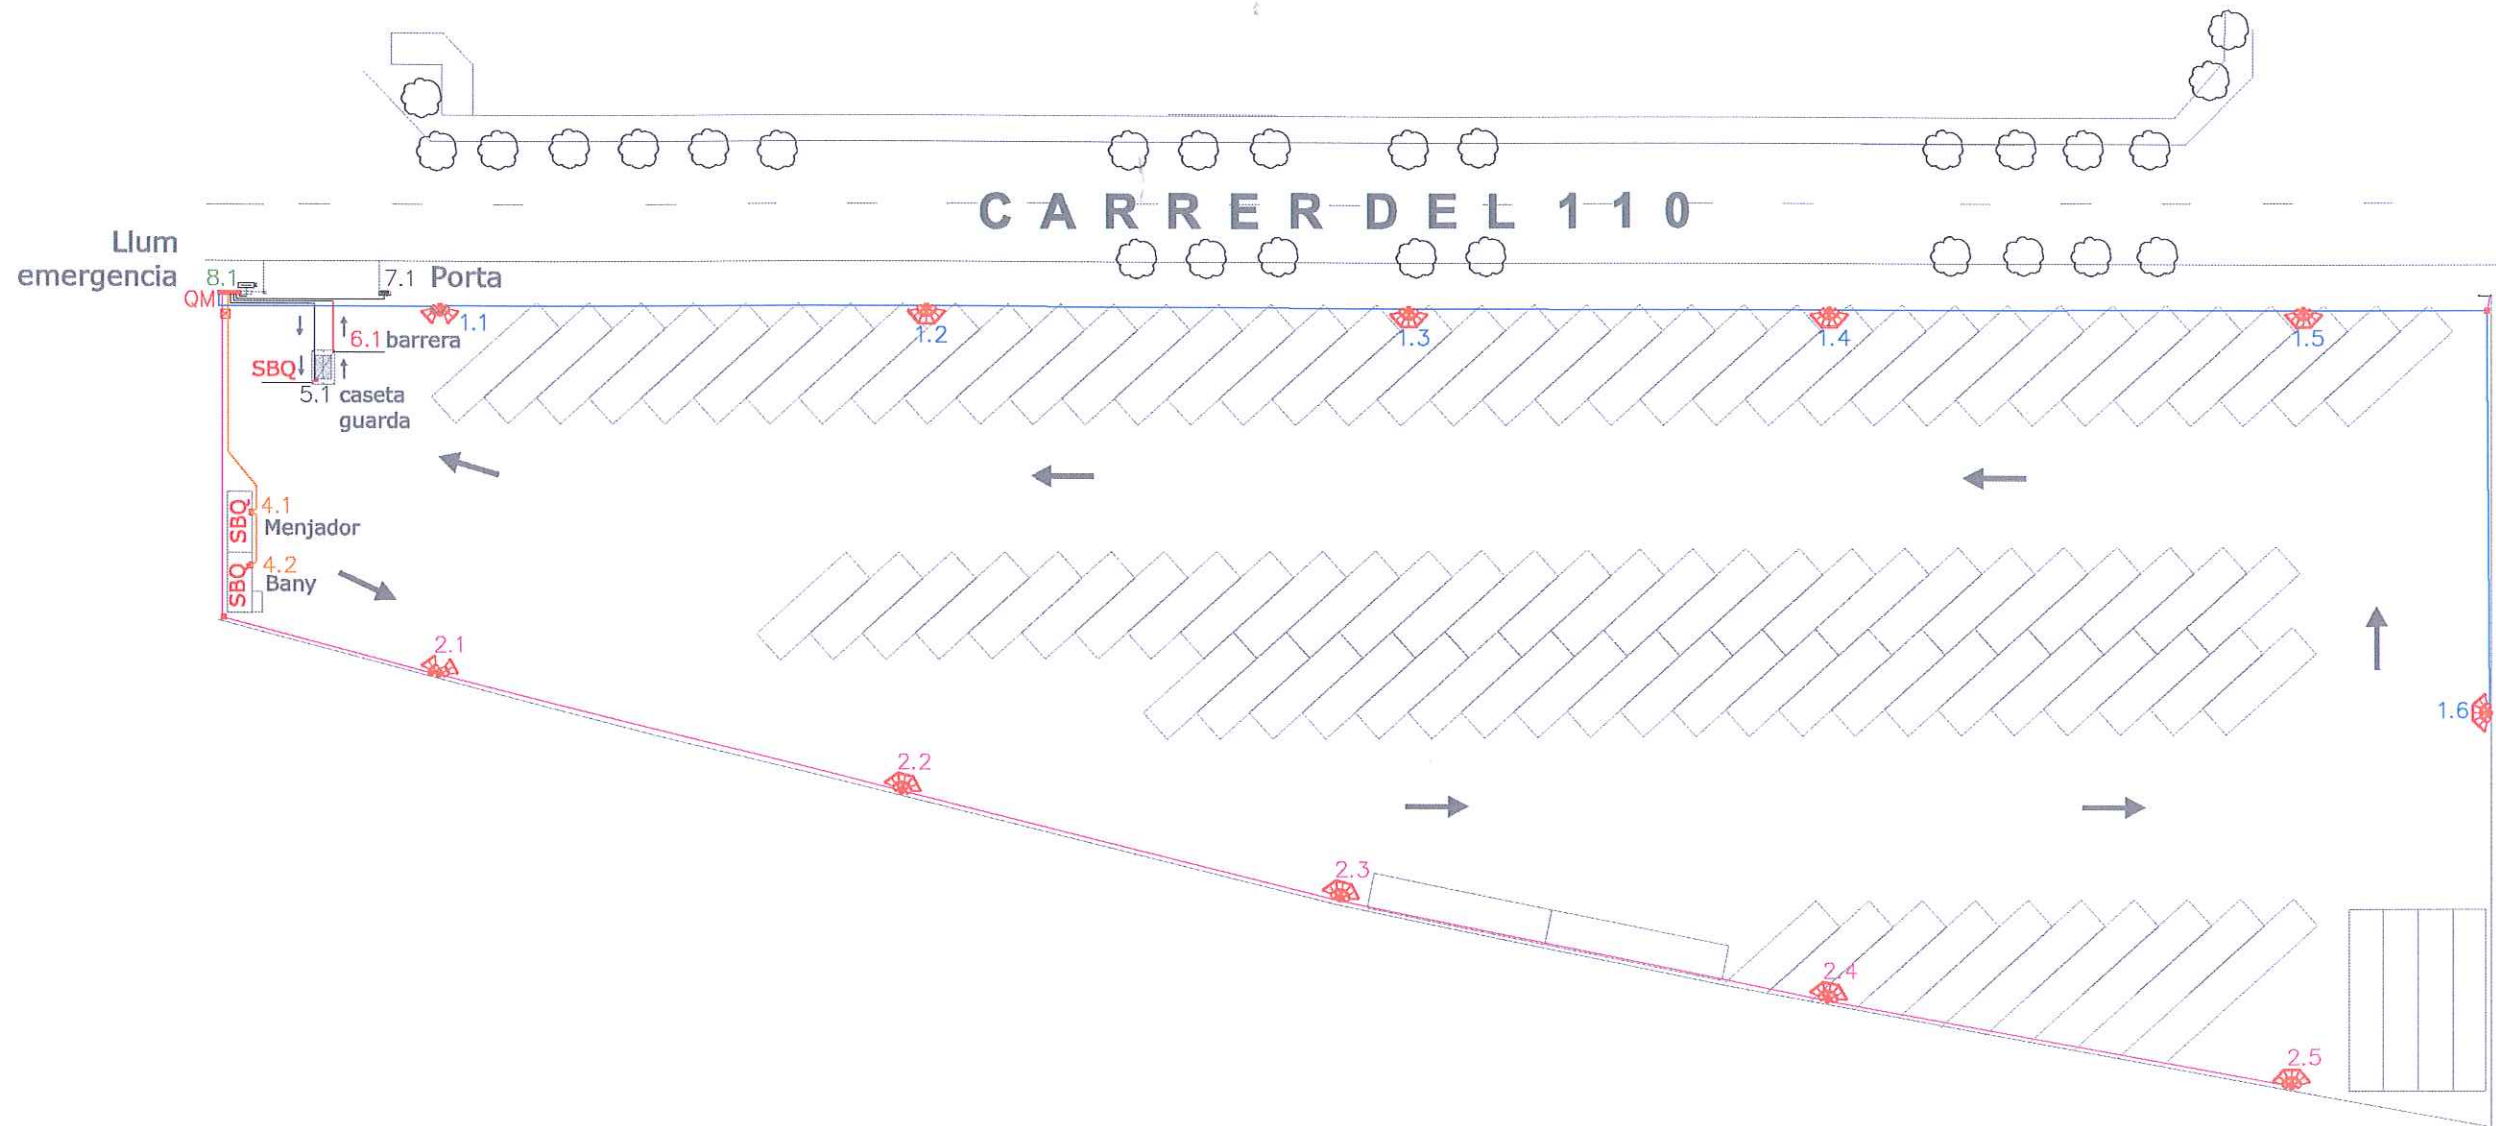 CARRER DEL 110
Llum
emergencia
8.1
7.1 Porta
QM
1.1
1.2
1.3
1.4
1.5
6.1 barrera
SBQ
5.1 caseta
guarda
SBQ
4.1
Menjador
SBQ
4.2
Bany
2.1
1.6
2.2
2.3
2.4
2.5